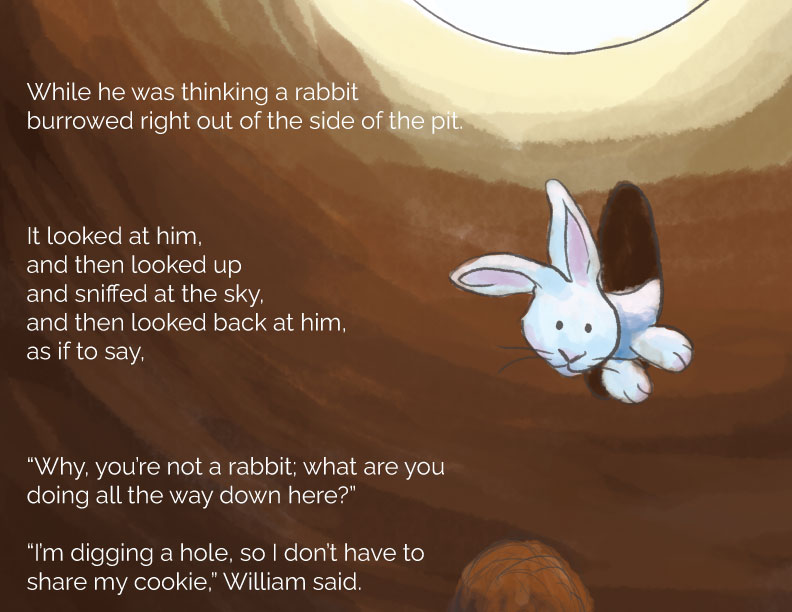 While he was thinking a rabbit
burrowed right out of the side of the pit.
It looked at him,
and then looked up
and sniffed at the sky,
and then looked back at him,
as if to say,
“Why, you’re not a rabbit; what are you
doing all the way down here?”
“I’m digging a hole, so I don’t have to
share my cookie,” William said.